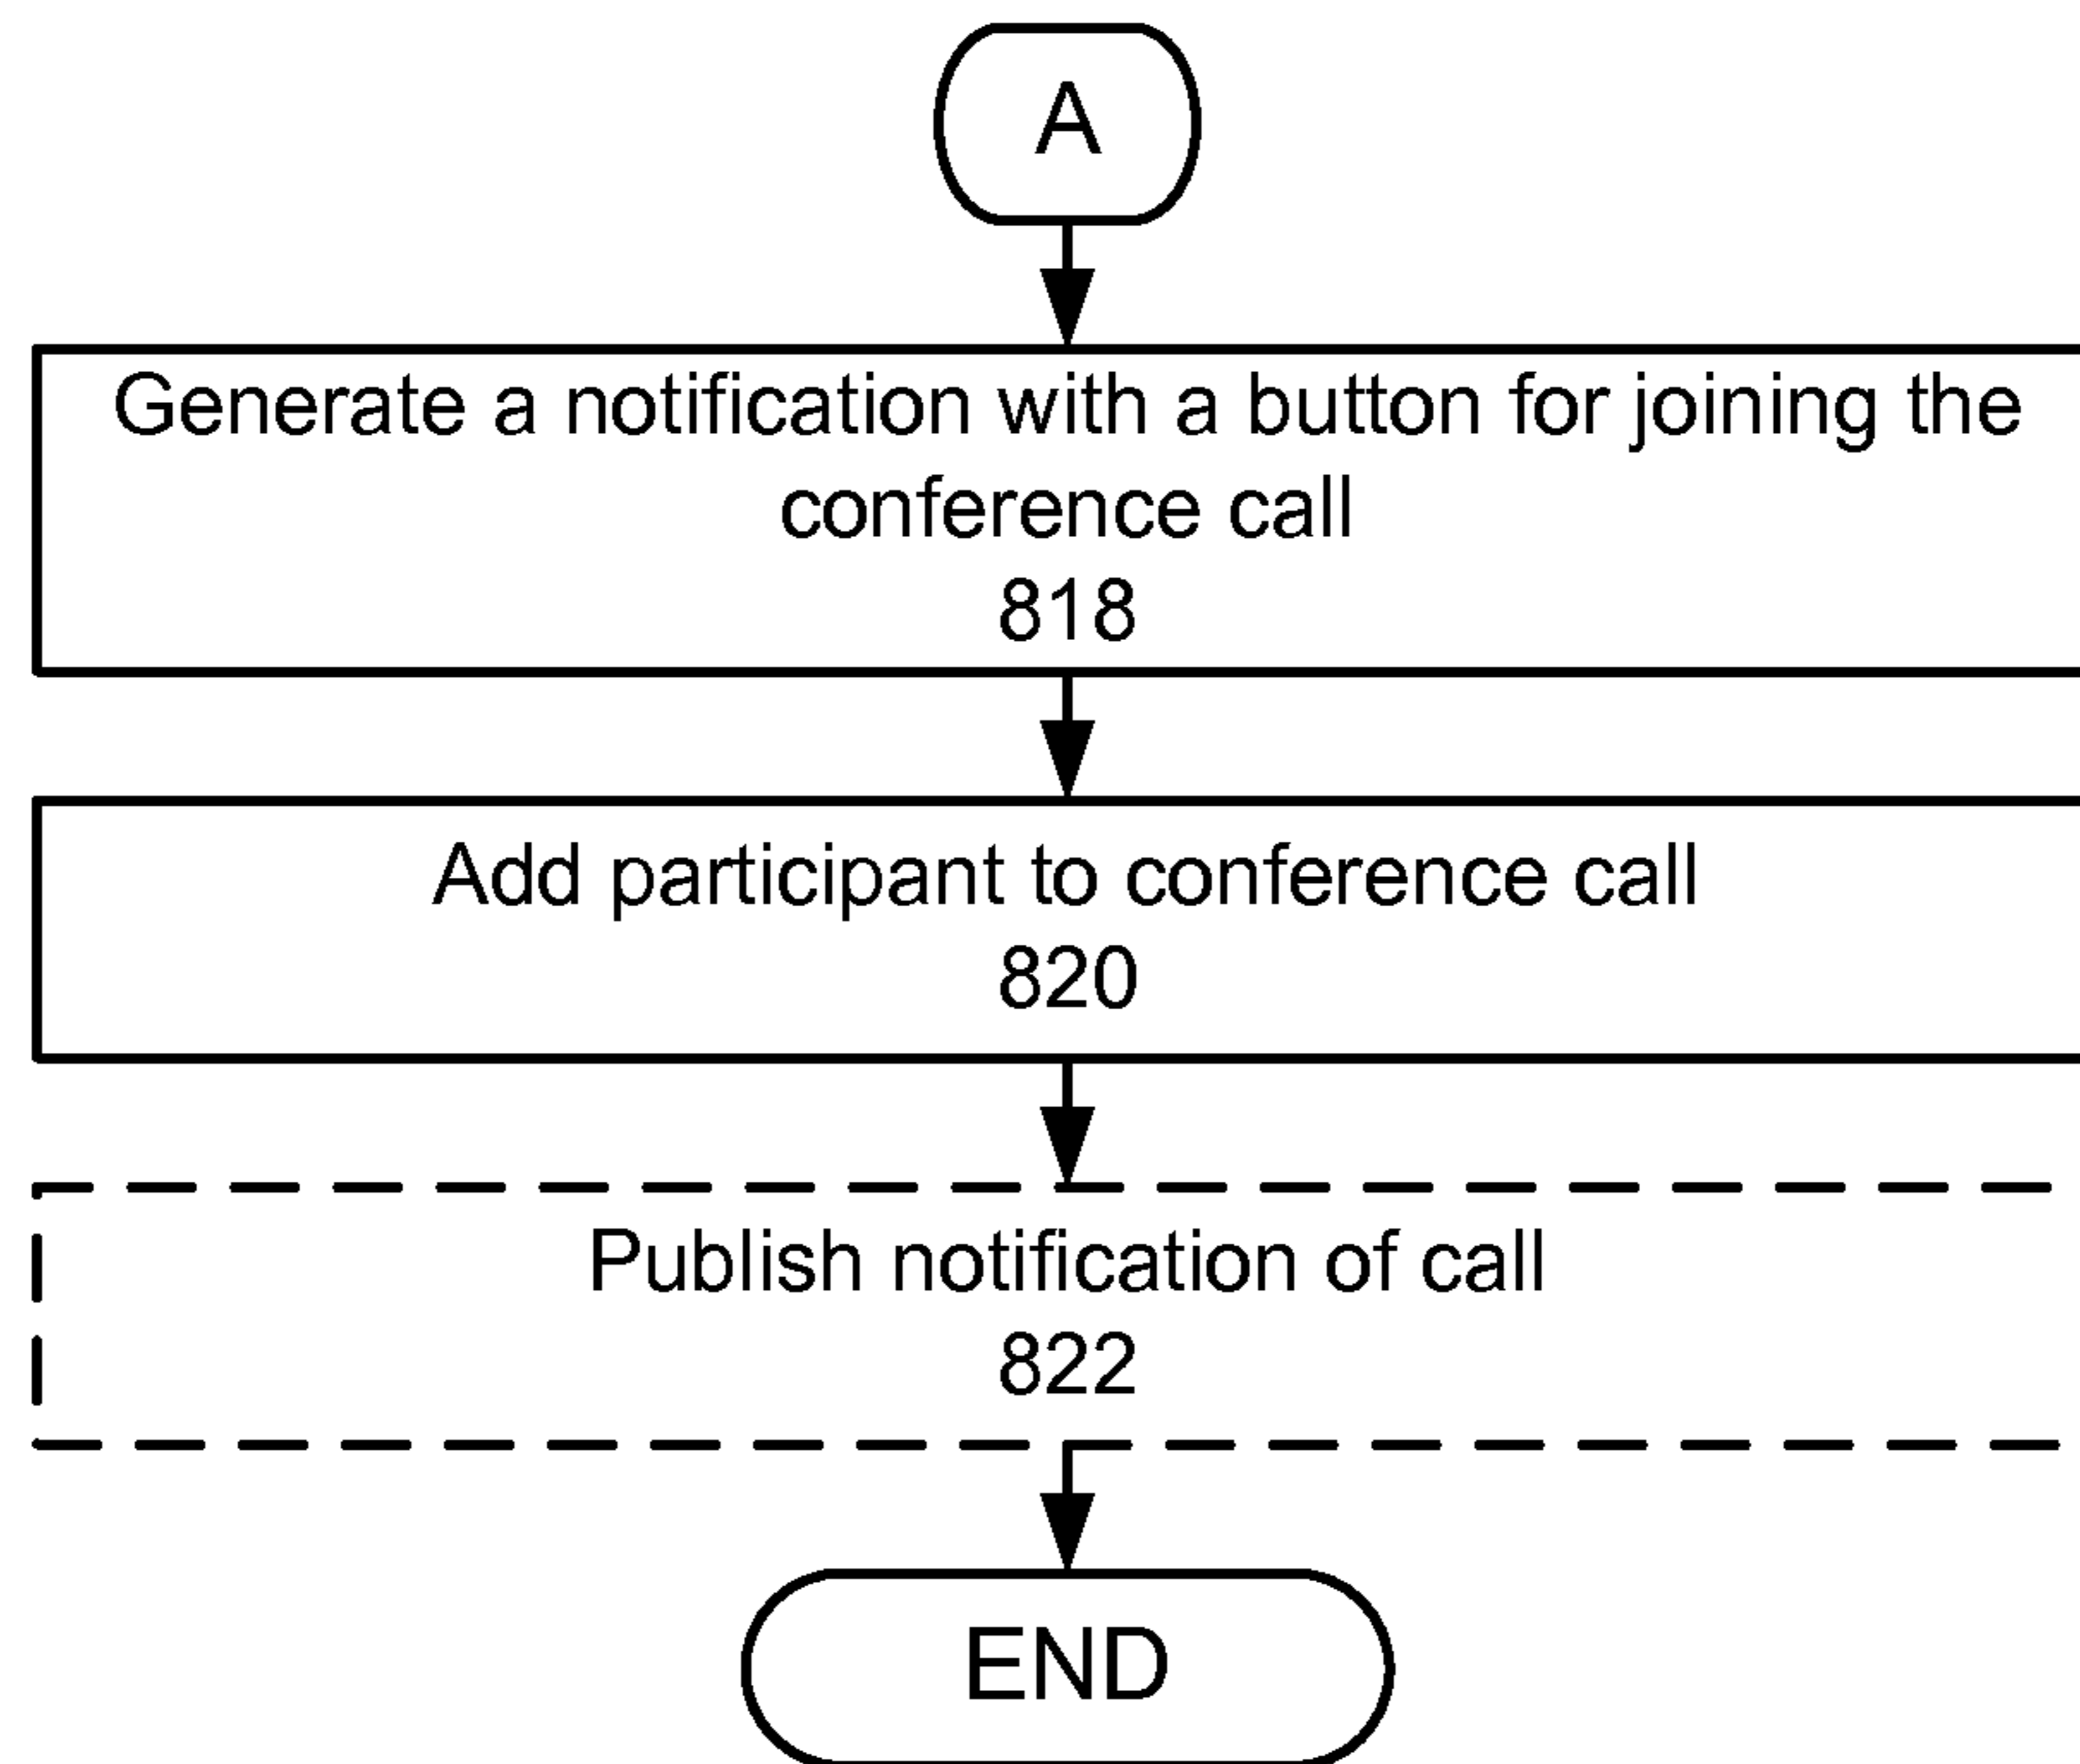 A
Generate a notification with a button for joining the
conference call
818
Add participant to conference call
820
Publish notification of call
822
END